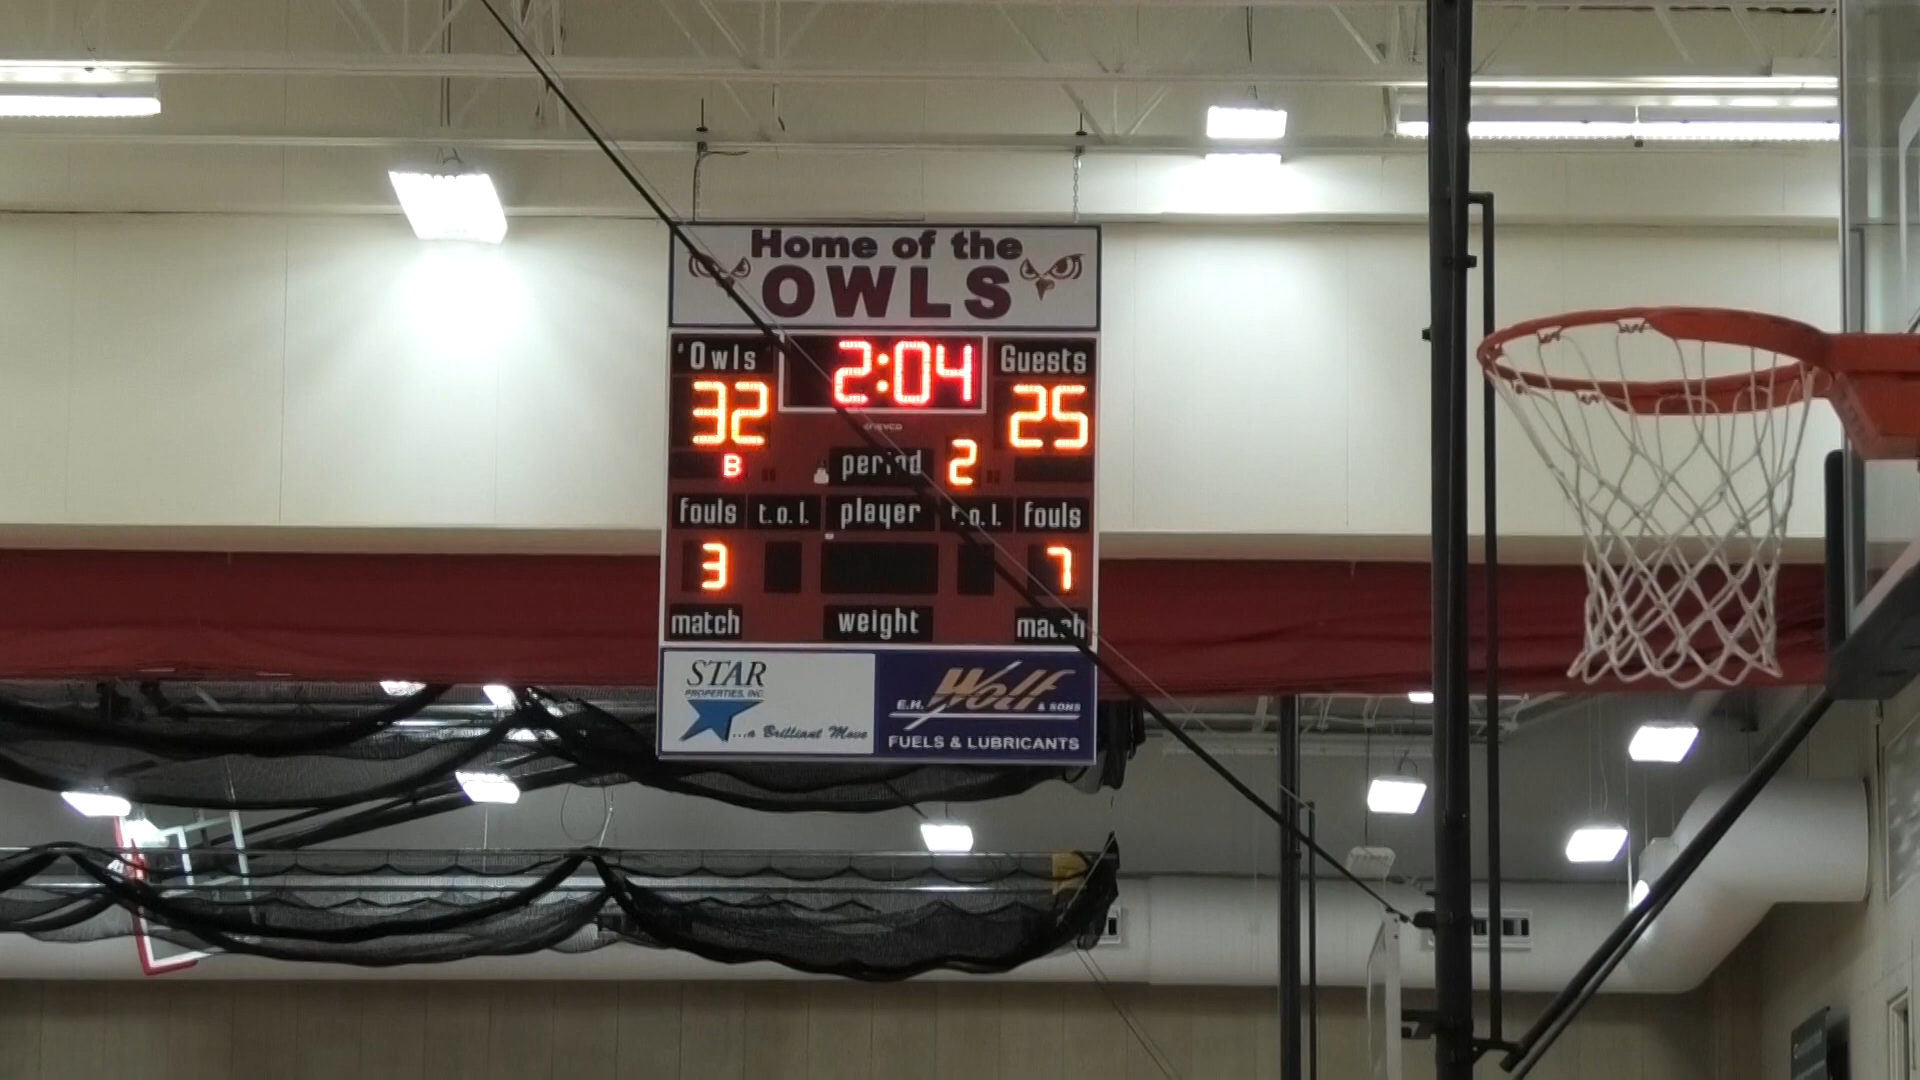 Home of the
OWLS
Owls
2:04
Guests
32
25
B
period
2
fouls
t.o.l.
player
t.o.l.
fouls
3
7
match
weight
match
STAR
PROPERTIES, INC.
...a Brilliant Move
E.H. Wolf & SONS
FUELS & LUBRICANTS